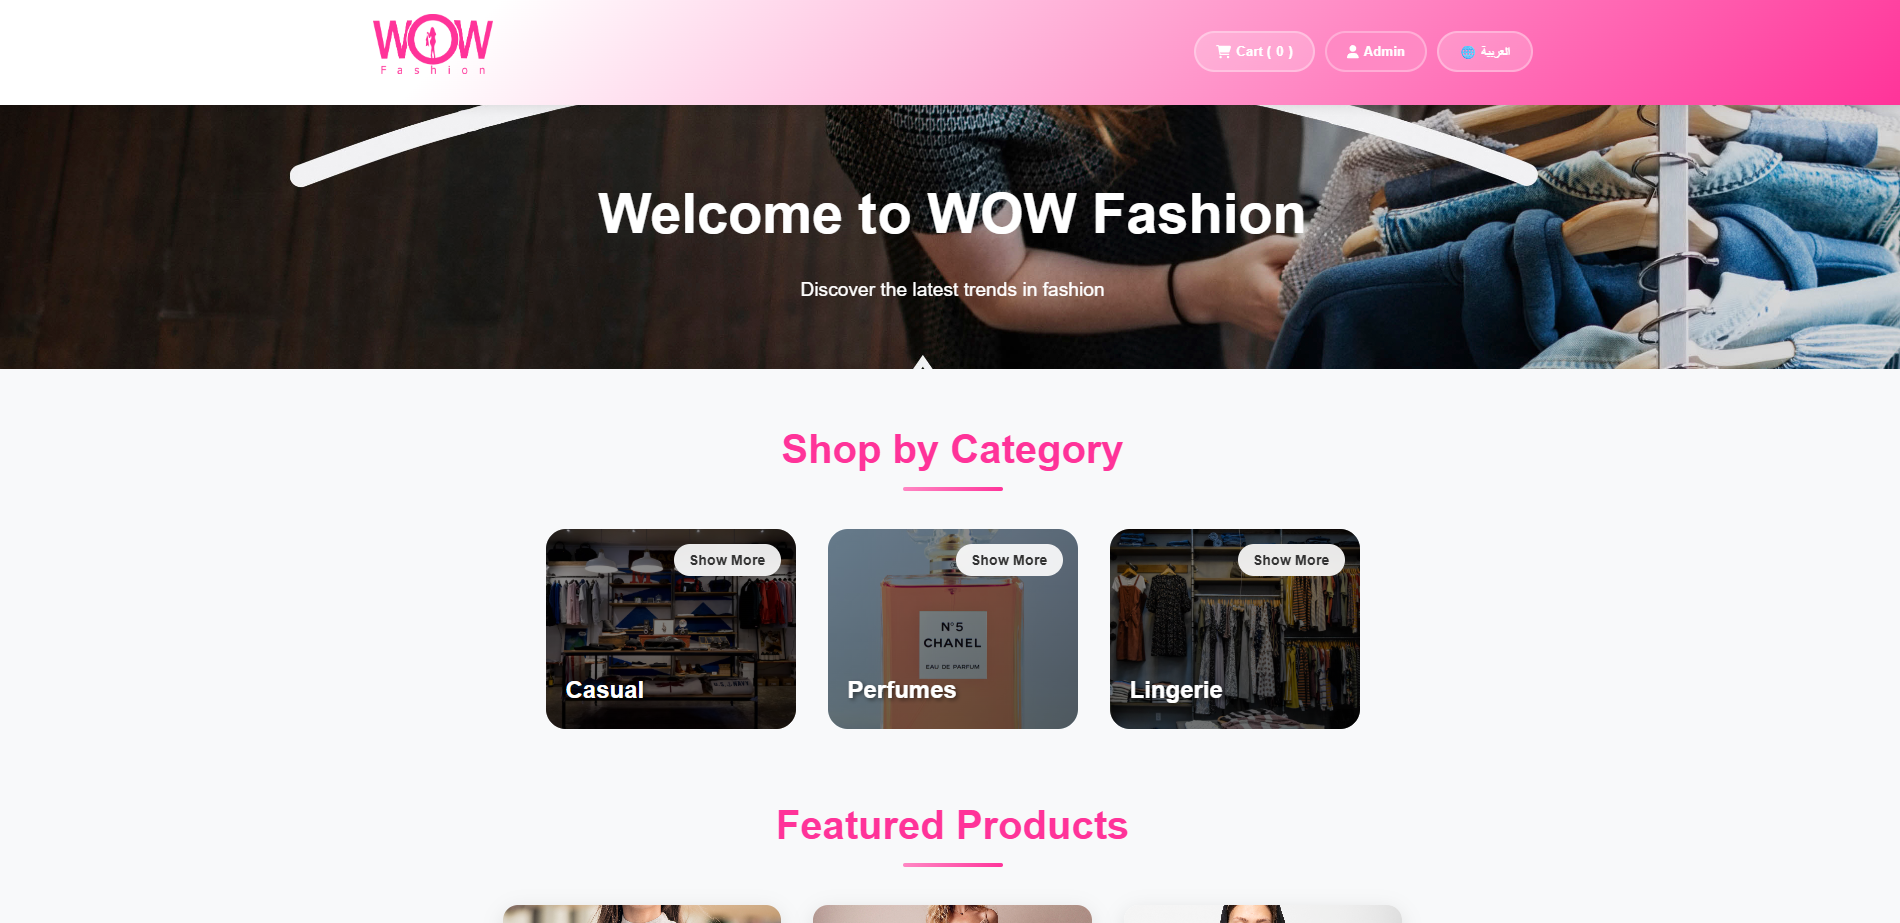 WOW
Fashion
Cart ( 0 )
Admin
العربية
Welcome to WOW Fashion
Discover the latest trends in fashion
Shop by Category
Show More
Casual
Show More
N°5
CHANEL
EAU DE PARFUM
Perfumes
Show More
Lingerie
Featured Products